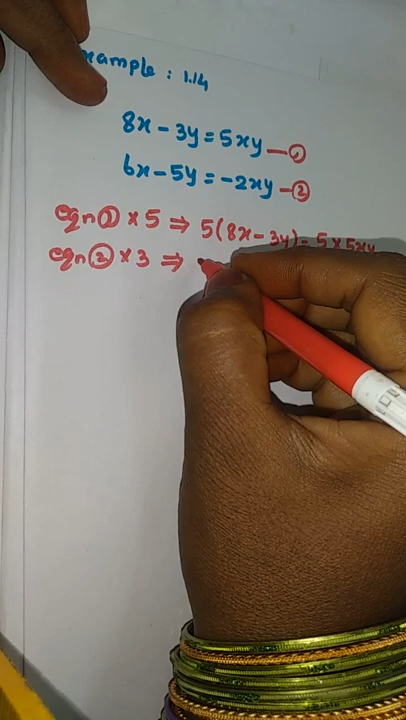 Example : 1.14
8x - 3y = 5xy — ①
6x - 5y = -2xy - ②
eqn ① × 5 ⇒ 5(8x - 3y) = 5 × 5xy
eqn ② × 3 ⇒